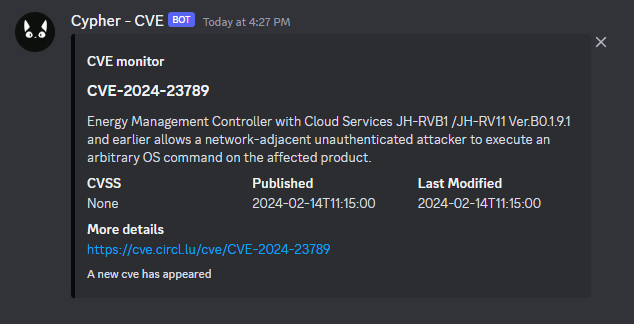 Cypher - CVE BOT Today at 4:27 PM
CVE monitor
CVE-2024-23789
Energy Management Controller with Cloud Services JH-RVB1 /JH-RV11 Ver.B0.1.9.1
and earlier allows a network-adjacent unauthenticated attacker to execute an
arbitrary OS command on the affected product.
CVSS Published Last Modified
None 2024-02-14T11:15:00 2024-02-14T11:15:00
More details
https://cve.circl.lu/cve/CVE-2024-23789
A new cve has appeared